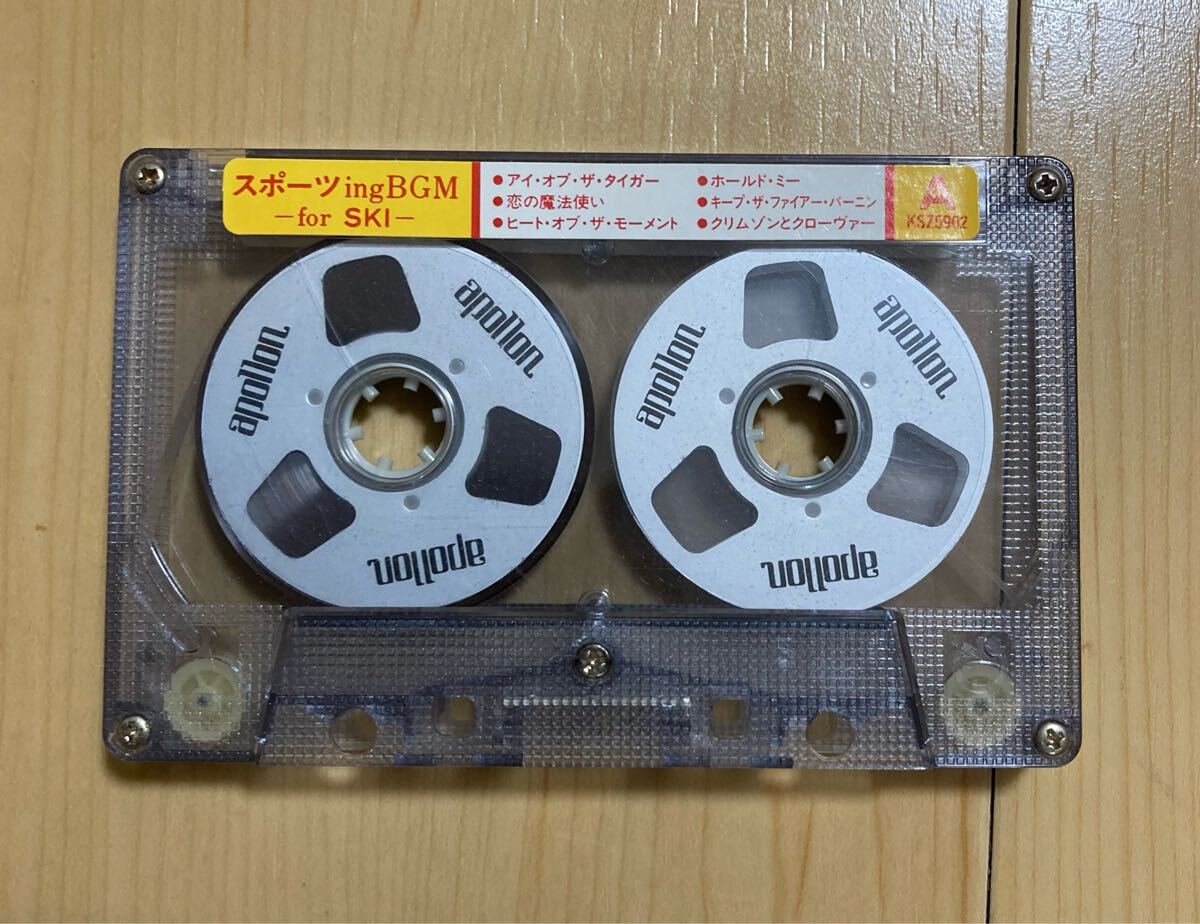 スポーツingBGM
－for SKI－
●アイ・オブ・ザ・タイガー
●恋の魔法使い
●ヒート・オブ・ザ・モーメント
●ホールド・ミー
●キープ・ザ・ファイアー・バーニン
●クリムゾンとクローヴァー
A
KSZ5902
apollon
apollon
apollon
apollon
apollon
apollon